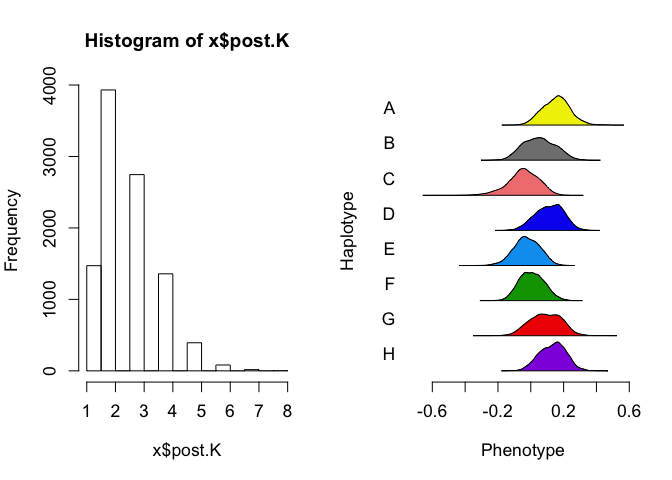 Histogram of x$post.K
Frequency
0
1000
2000
3000
4000
1 2 3 4 5 6 7 8
x$post.K
Haplotype
A
B
C
D
E
F
G
H
-0.6 -0.2 0.2 0.6
Phenotype